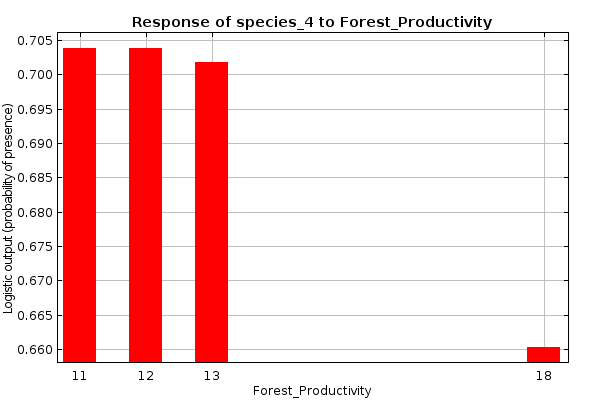 Response of species_4 to Forest_Productivity
Logistic output (probability of presence)
0.705
0.700
0.695
0.690
0.685
0.680
0.675
0.670
0.665
0.660
11 12 13 18
Forest_Productivity